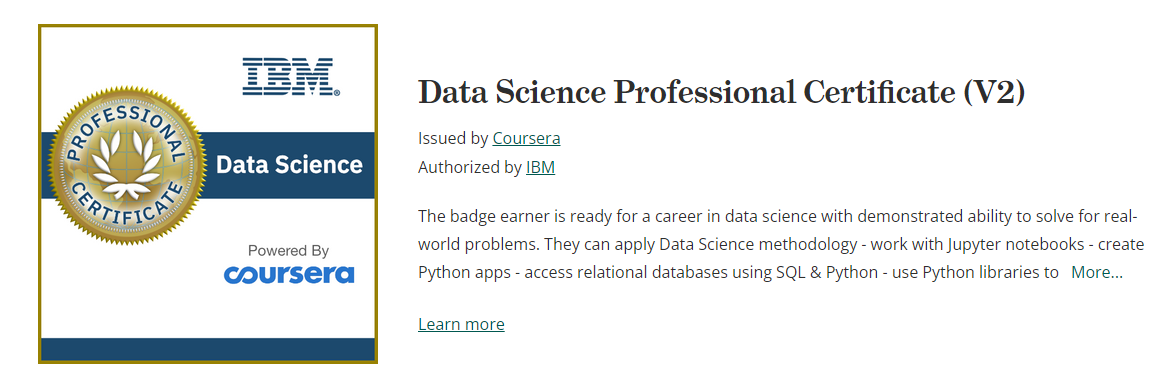 IBM®
PROFESSIONAL
CERTIFICATE
Data Science
Powered By
coursera
Data Science Professional Certificate (V2)
Issued by Coursera
Authorized by IBM
The badge earner is ready for a career in data science with demonstrated ability to solve for real-
world problems. They can apply Data Science methodology - work with Jupyter notebooks - create
Python apps - access relational databases using SQL & Python - use Python libraries to More...
Learn more